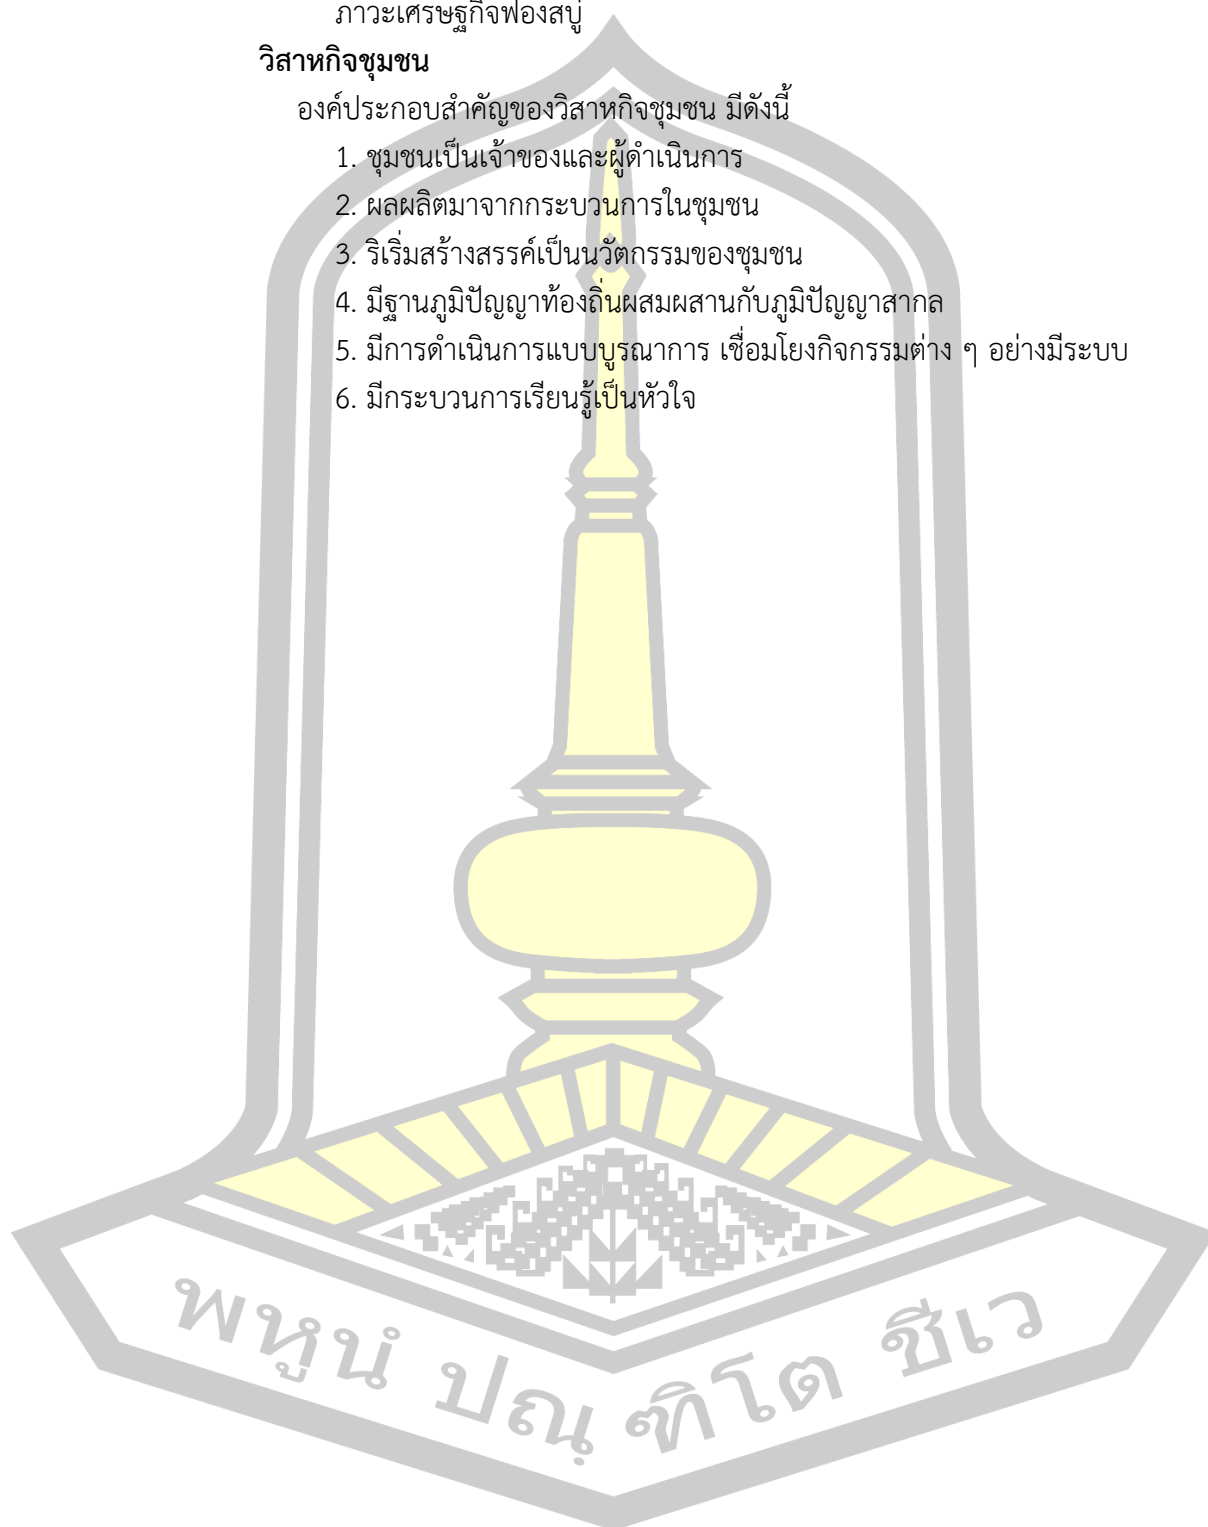 ภาวะเศรษฐกิจฟองสบู่
วิสาหกิจชุมชน
องค์ประกอบสำคัญของวิสาหกิจชุมชน มีดังนี้
1. ชุมชนเป็นเจ้าของและผู้ดำเนินการ
2. ผลผลิตมาจากกระบวนการในชุมชน
3. ริเริ่มสร้างสรรค์เป็นนวัตกรรมของชุมชน
4. มีฐานภูมิปัญญาท้องถิ่นผสมผสานกับภูมิปัญญาสากล
5. มีการดำเนินการแบบบูรณาการ เชื่อมโยงกิจกรรมต่าง ๆ อย่างมีระบบ
6. มีกระบวนการเรียนรู้เป็นหัวใจ
พหูนํ ปณฺฑิโต ชีเว